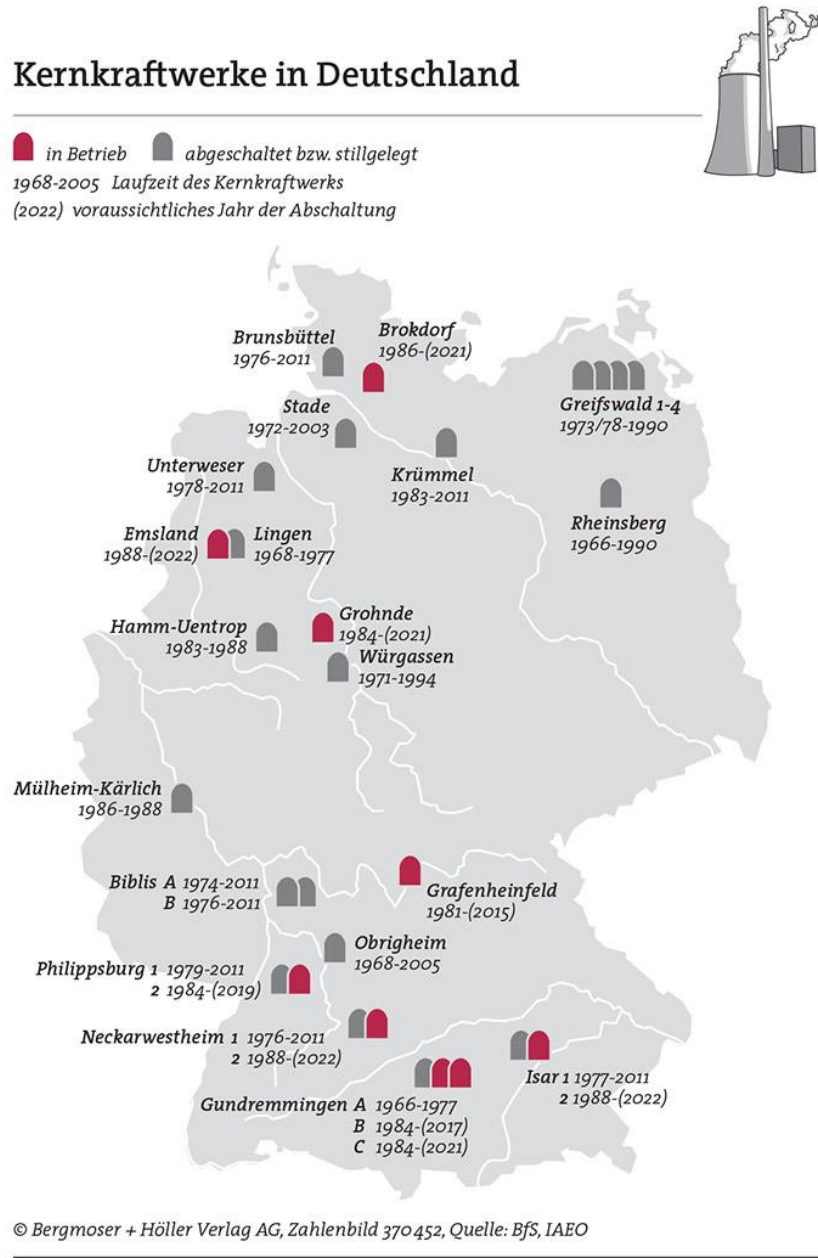 Kernkraftwerke in Deutschland
in Betrieb abgeschaltet bzw. stillgelegt
1968-2005 Laufzeit des Kernkraftwerks
(2022) voraussichtliches Jahr der Abschaltung
Brunsbüttel
1976-2011
Brokdorf
1986-(2021)
Greifswald 1-4
1973/78-1990
Stade
1972-2003
Krümmel
1983-2011
Unterweser
1978-2011
Rheinsberg
1966-1990
Emsland
1988-(2022)
Lingen
1968-1977
Grohnde
1984-(2021)
Hamm-Uentrop
1983-1988
Würgassen
1971-1994
Mülheim-Kärlich
1986-1988
Biblis A 1974-2011
B 1976-2011
Grafenheinfeld
1981-(2015)
Obrigheim
1968-2005
Philippsburg 1 1979-2011
2 1984-(2019)
Neckarwestheim 1 1976-2011
2 1988-(2022)
Isar 1 1977-2011
2 1988-(2022)
Gundremmingen A 1966-1977
B 1984-(2017)
C 1984-(2021)
© Bergmoser + Höller Verlag AG, Zahlenbild 370452, Quelle: BfS, IAEO